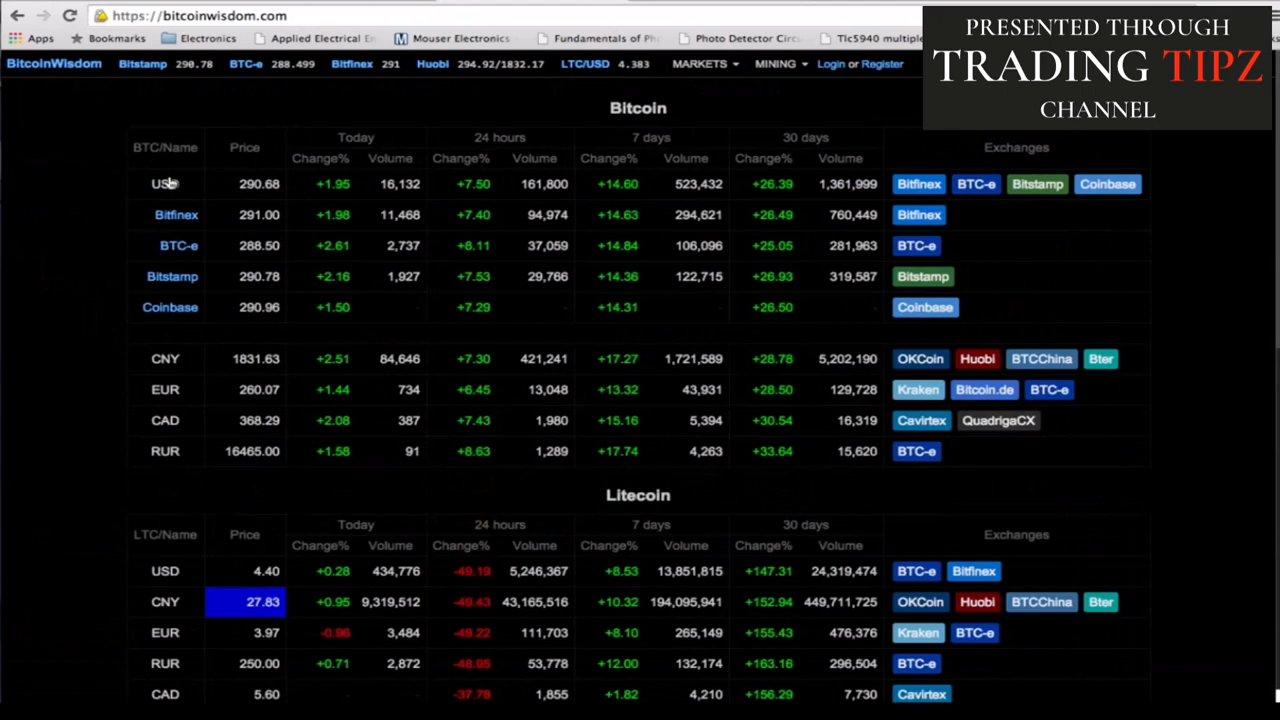 https://bitcoinwisdom.com
PRESENTED THROUGH
TRADING TIPZ
CHANNEL
Apps Bookmarks Electronics Applied Electrical En Mouser Electronics Fundamentals of Ph Photo Detector Circ Tlc5940 multiple
BitcoinWisdom Bitstamp 290.78 BTC-e 288.499 Bitfinex 291 Huobi 294.92/1832.17 LTC/USD 4.383 MARKETS MINING Login or Register
Bitcoin
BTC/Name Price Today 24 hours 7 days 30 days Exchanges
Change% Volume Change% Volume Change% Volume Change% Volume
USD 290.68 +1.95 16,132 +7.50 161,800 +14.60 523,432 +26.39 1,361,999 Bitfinex BTC-e Bitstamp Coinbase
Bitfinex 291.00 +1.98 11,468 +7.40 94,974 +14.63 294,621 +26.49 760,449 Bitfinex
BTC-e 288.50 +2.61 2,737 +8.11 37,059 +14.84 106,096 +25.05 281,963 BTC-e
Bitstamp 290.78 +2.16 1,927 +7.53 29,766 +14.36 122,715 +26.93 319,587 Bitstamp
Coinbase 290.96 +1.50 - +7.29 - +14.31 - +26.50 - Coinbase
CNY 1831.63 +2.51 84,646 +7.30 421,241 +17.27 1,721,589 +28.78 5,202,190 OKCoin Huobi BTCChina Bter
EUR 260.07 +1.44 734 +6.45 13,048 +13.32 43,931 +28.50 129,728 Kraken Bitcoin.de BTC-e
CAD 368.29 +2.08 387 +7.43 1,980 +15.16 5,394 +30.54 16,319 Cavirtex QuadrigaCX
RUR 16465.00 +1.58 91 +8.63 1,289 +17.74 4,263 +33.64 15,620 BTC-e
Litecoin
LTC/Name Price Today 24 hours 7 days 30 days Exchanges
Change% Volume Change% Volume Change% Volume Change% Volume
USD 4.40 +0.28 434,776 -49.19 5,246,367 +8.53 13,851,815 +147.31 24,319,474 BTC-e Bitfinex
CNY 27.83 +0.95 9,319,512 -49.43 43,165,516 +10.32 194,095,941 +152.94 449,711,725 OKCoin Huobi BTCChina Bter
EUR 3.97 -0.96 3,484 -49.22 111,703 +8.10 265,149 +155.43 476,376 Kraken BTC-e
RUR 250.00 +0.71 2,872 -48.95 53,778 +12.00 132,174 +163.16 296,504 BTC-e
CAD 5.60 - - -37.78 1,855 +1.82 4,210 +156.29 7,730 Cavirtex